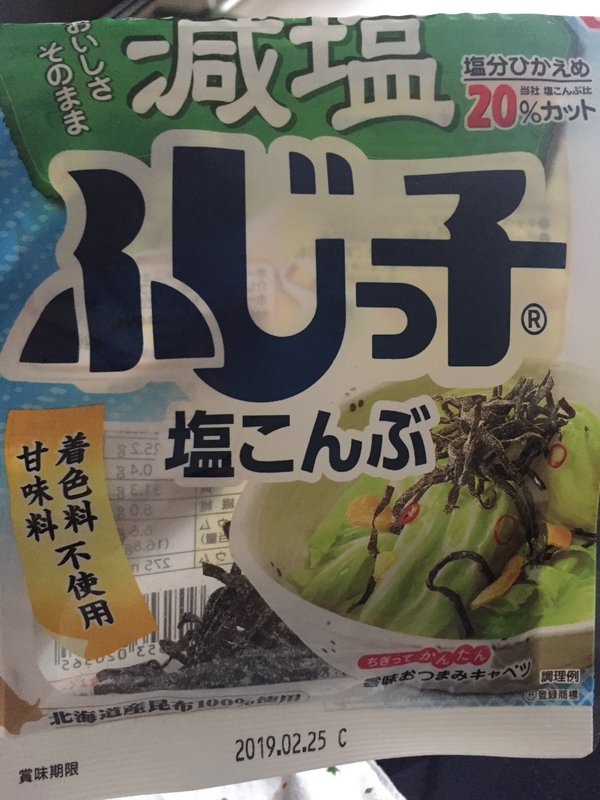 減塩
おいしさ
そのまま
塩分ひかえめ
当社 塩こんぶ比
20%カット
ふじっ子®
塩こんぶ
着色料
甘味料
不使用
ちぎってかんたん
旨味おつまみキャベツ
調理例
登録商標
北海道産昆布100%使用
2019.02.25 C
賞味期限